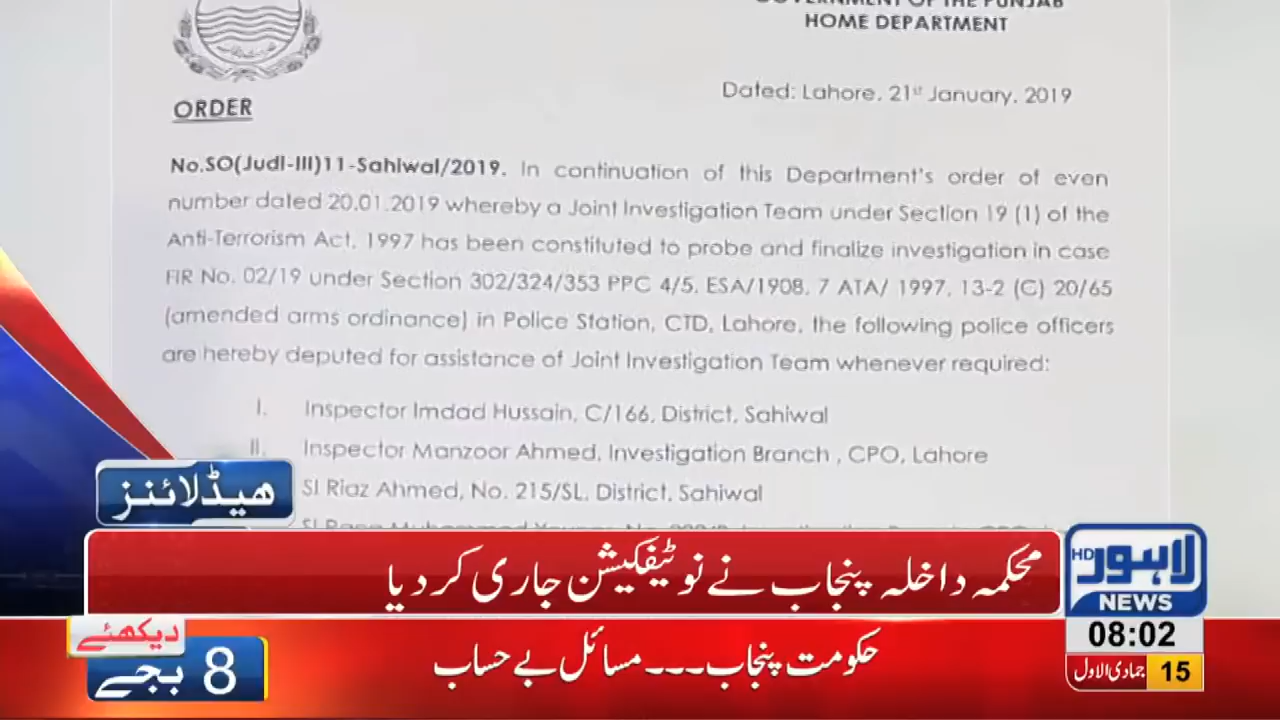 GOVERNMENT OF THE PUNJAB
HOME DEPARTMENT
Dated: Lahore, 21st January, 2019
ORDER
No.SO(Judl-III)11-Sahiwal/2019. In continuation of this Department's order of even
number dated 20.01.2019 whereby a Joint Investigation Team under Section 19 (1) of the
Anti-Terrorism Act, 1997 has been constituted to probe and finalize investigation in case
FIR No. 02/19 under Section 302/324/353 PPC 4/5, ESA/1908, 7 ATA/ 1997, 13-2 (C) 20/65
(amended arms ordinance) in Police Station, CTD, Lahore, the following police officers
are hereby deputed for assistance of Joint Investigation Team whenever required:
I. Inspector Imdad Hussain, C/166, District, Sahiwal
II. Inspector Manzoor Ahmed, Investigation Branch , CPO, Lahore
SI Riaz Ahmed, No. 215/SL, District, Sahiwal
ھیڈلائنز
محکمہ داخلہ پنجاب نے نوٹیفکیشن جاری کر دیا
HD لاہور
NEWS
08:02
15 جمادی الاول
دیکھئے
8 بجے
حکومت پنجاب۔۔۔ مسائل بے حساب